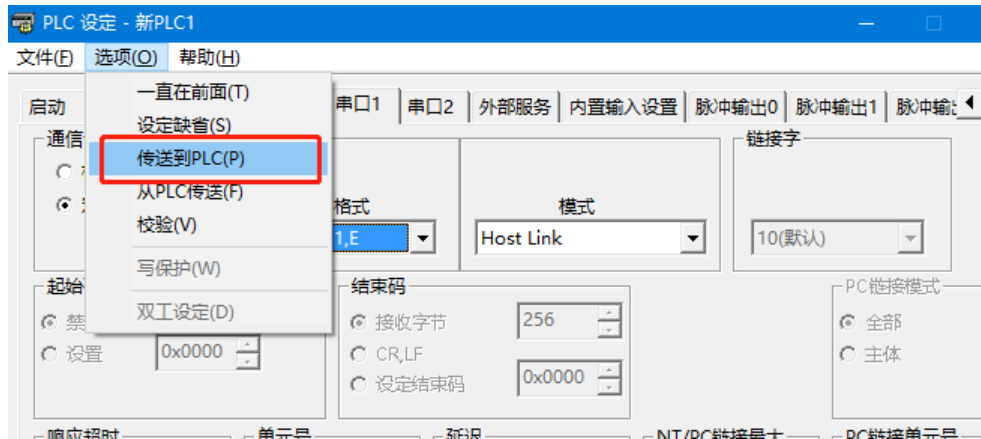 PLC 设定 - 新PLC1
文件(F) 选项(O) 帮助(H)
一直在前面(T)
设定缺省(S)
传送到PLC(P)
从PLC传送(F)
校验(V)
写保护(W)
双工设定(D)
启动 串口1 串口2 外部服务 内置输入设置 脉冲输出0 脉冲输出1 脉冲输
通信 链接字
格式 模式
1,E Host Link 10(默认)
起始 结束码 PC链接模式
禁 接收字节 256 全部
设置 0x0000 CR,LF 主体
设定结束码 0x0000
响应超时 单元号 延迟 NT/PC链接最大 PC链接单元号